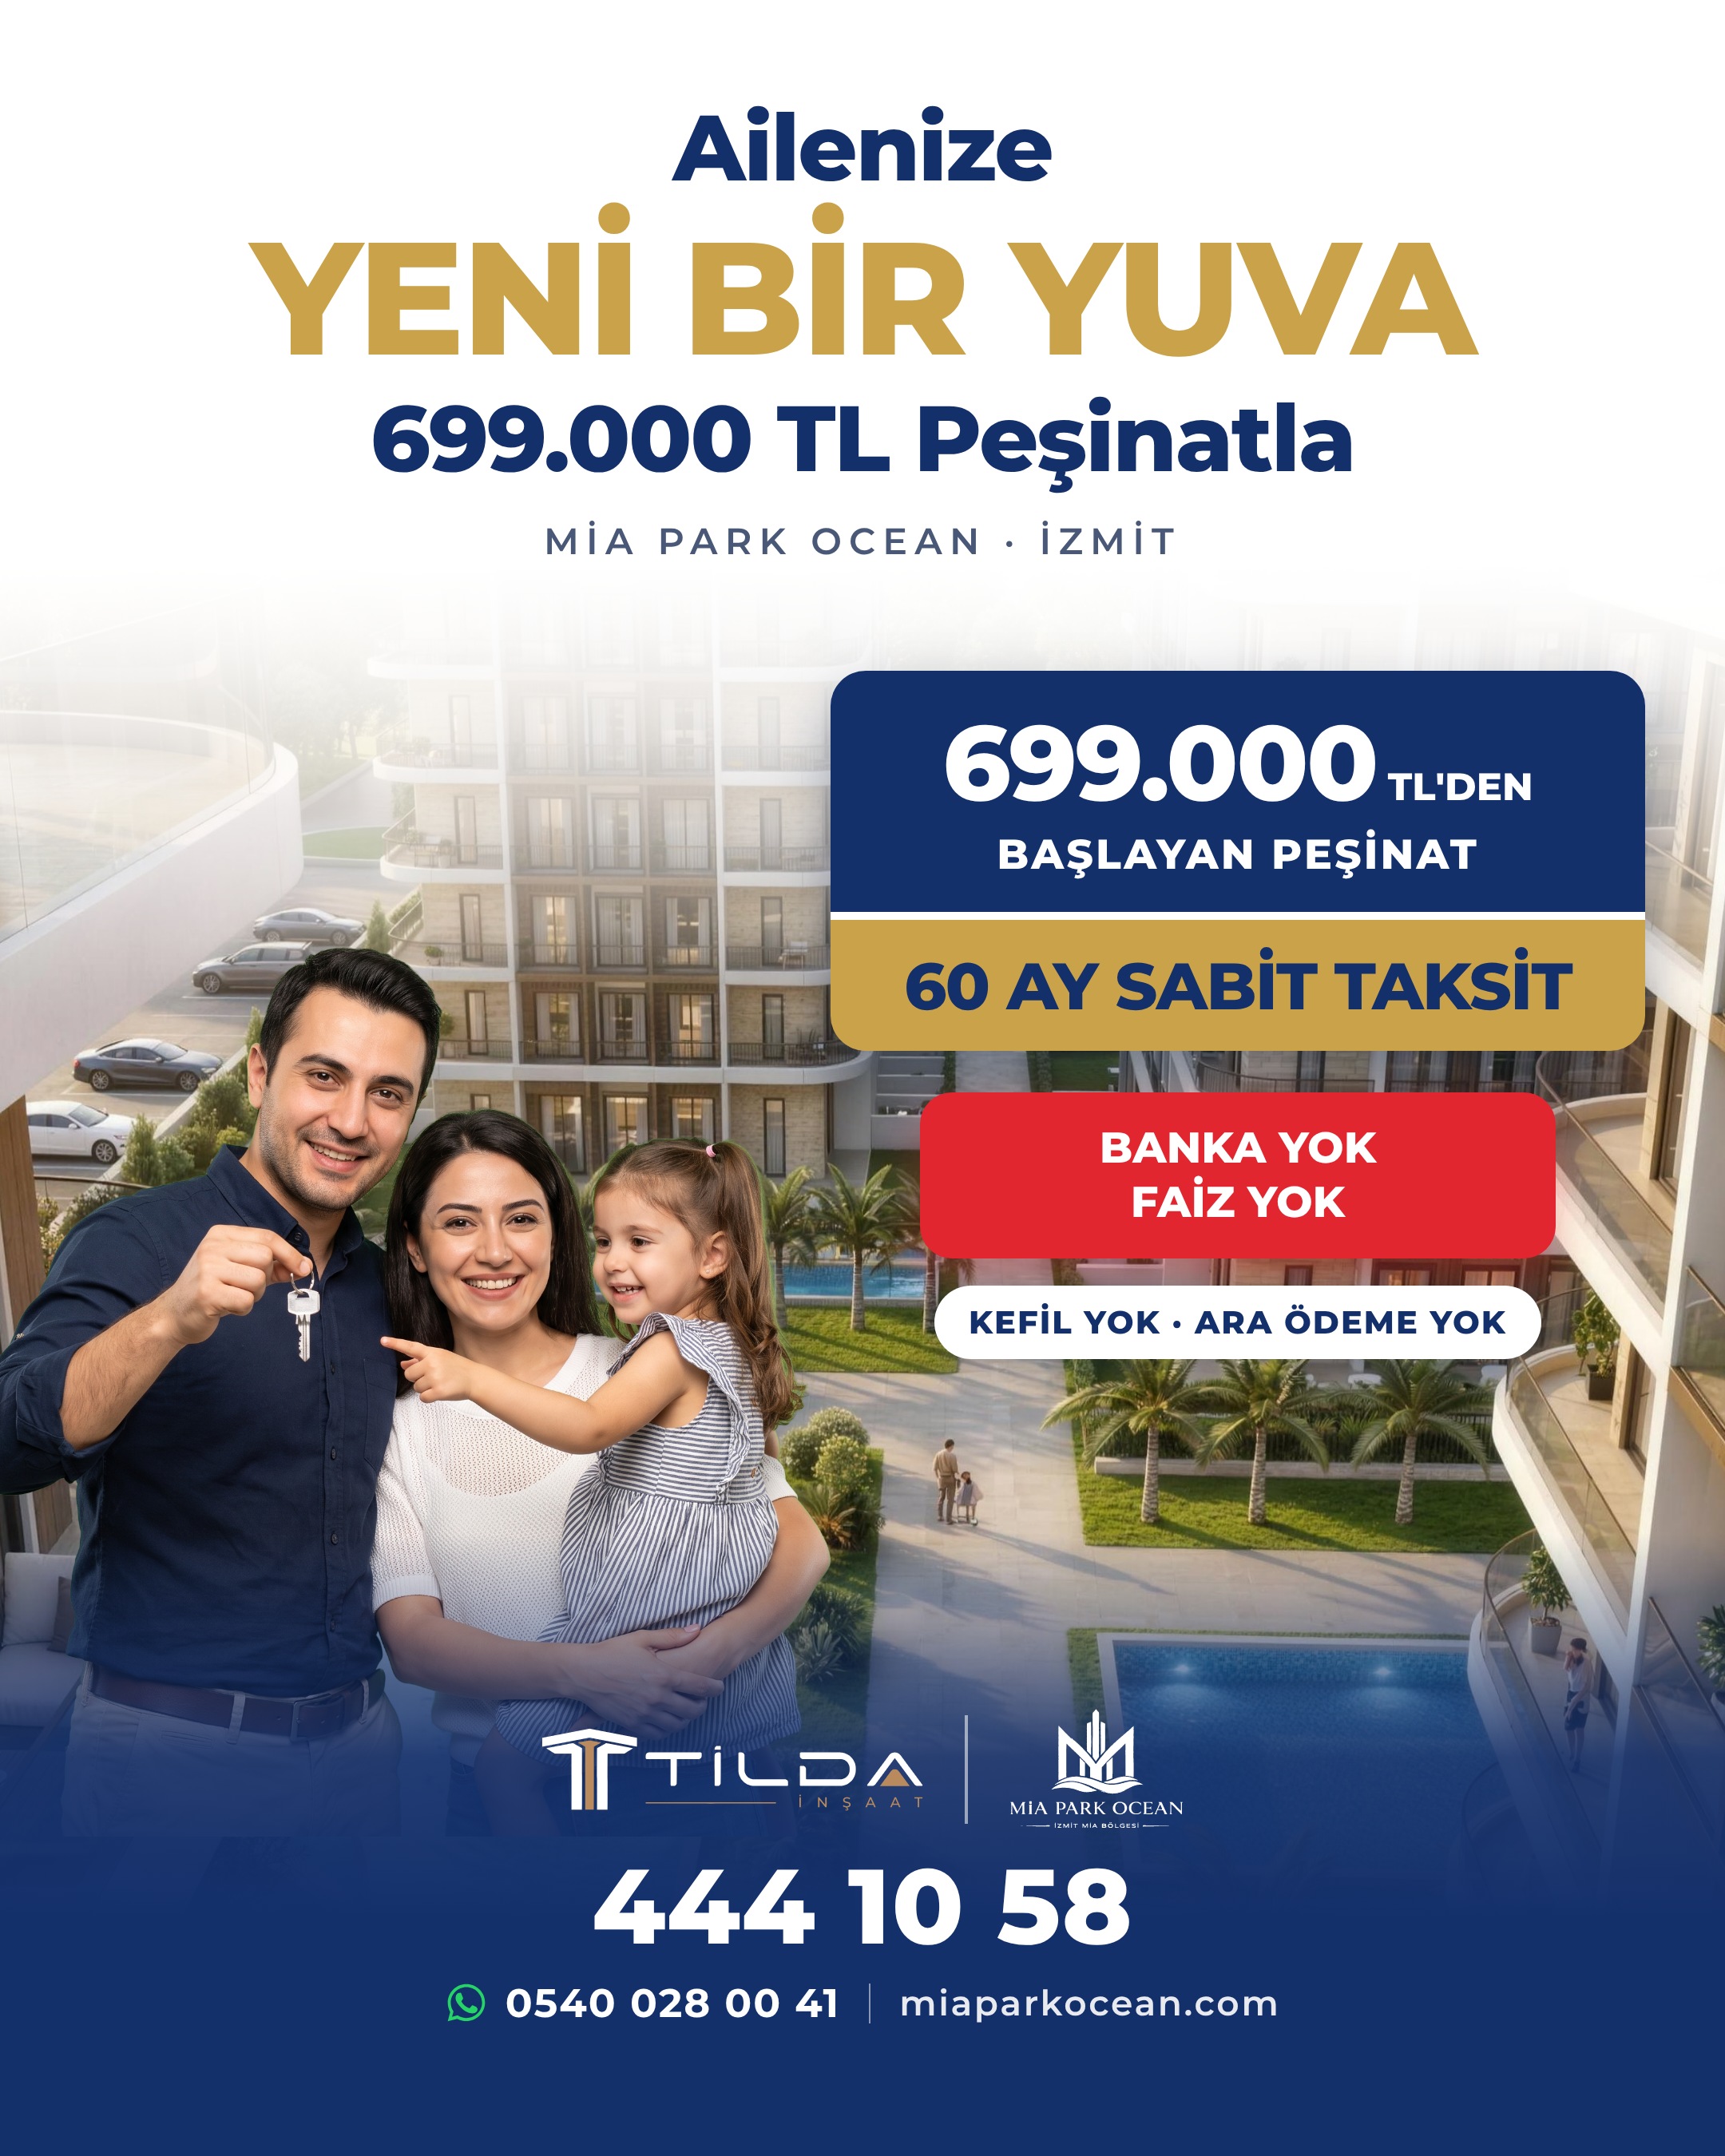 Ailenize
YENİ BİR YUVA
699.000 TL Peşinatla
MİA PARK OCEAN · İZMİT
699.000 TL'DEN
BAŞLAYAN PEŞİNAT
60 AY SABİT TAKSİT
BANKA YOK
FAİZ YOK
KEFİL YOK · ARA ÖDEME YOK
TİLDA
İNŞAAT
MİA PARK OCEAN
İZMİT MİA BÖLGESİ
444 10 58
0540 028 00 41 | miaparkocean.com